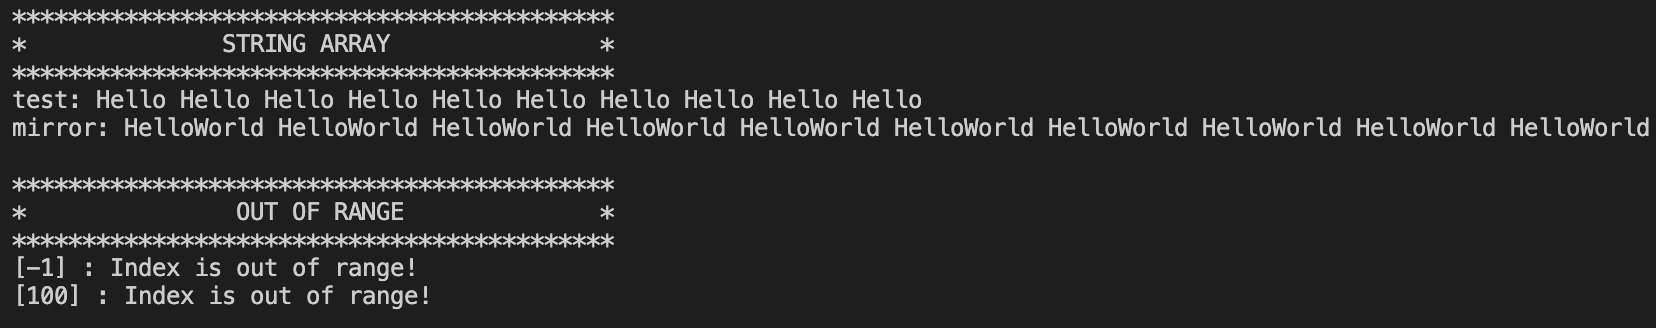 *******************************************
*              STRING ARRAY               *
*******************************************
test: Hello Hello Hello Hello Hello Hello Hello Hello Hello Hello
mirror: HelloWorld HelloWorld HelloWorld HelloWorld HelloWorld HelloWorld HelloWorld HelloWorld HelloWorld HelloWorld

*******************************************
*               OUT OF RANGE              *
*******************************************
[-1] : Index is out of range!
[100] : Index is out of range!